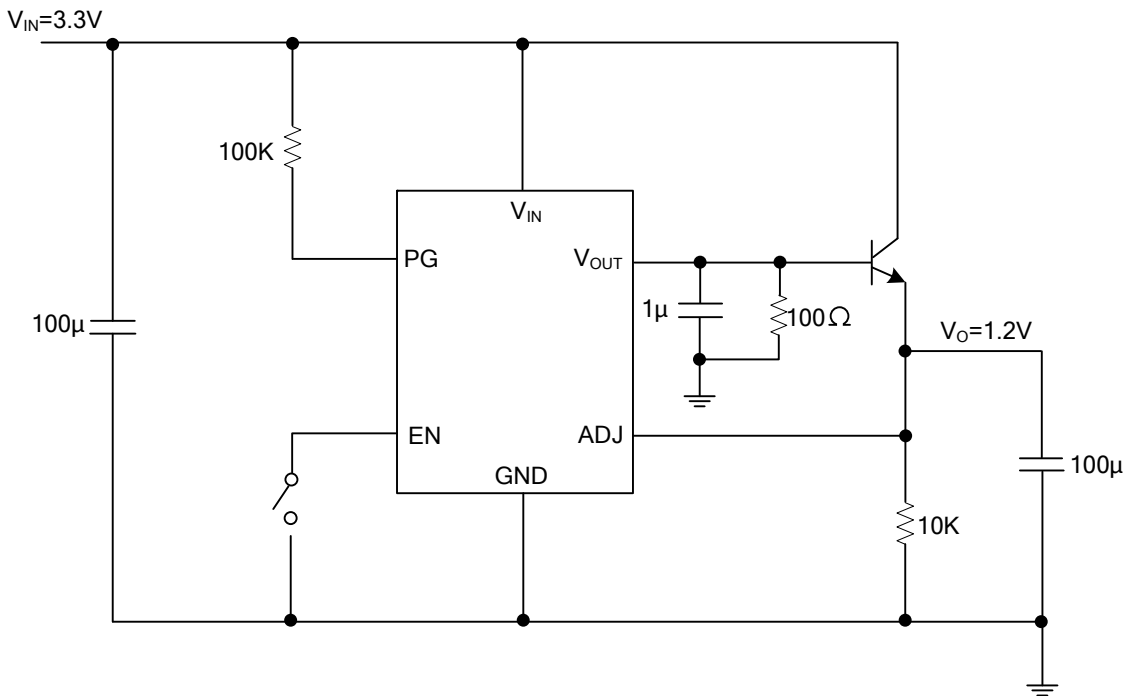 V_IN=3.3V
100K
V_IN
PG
V_OUT
1μ
100Ω
100μ
V_O=1.2V
EN
ADJ
GND
100μ
10K